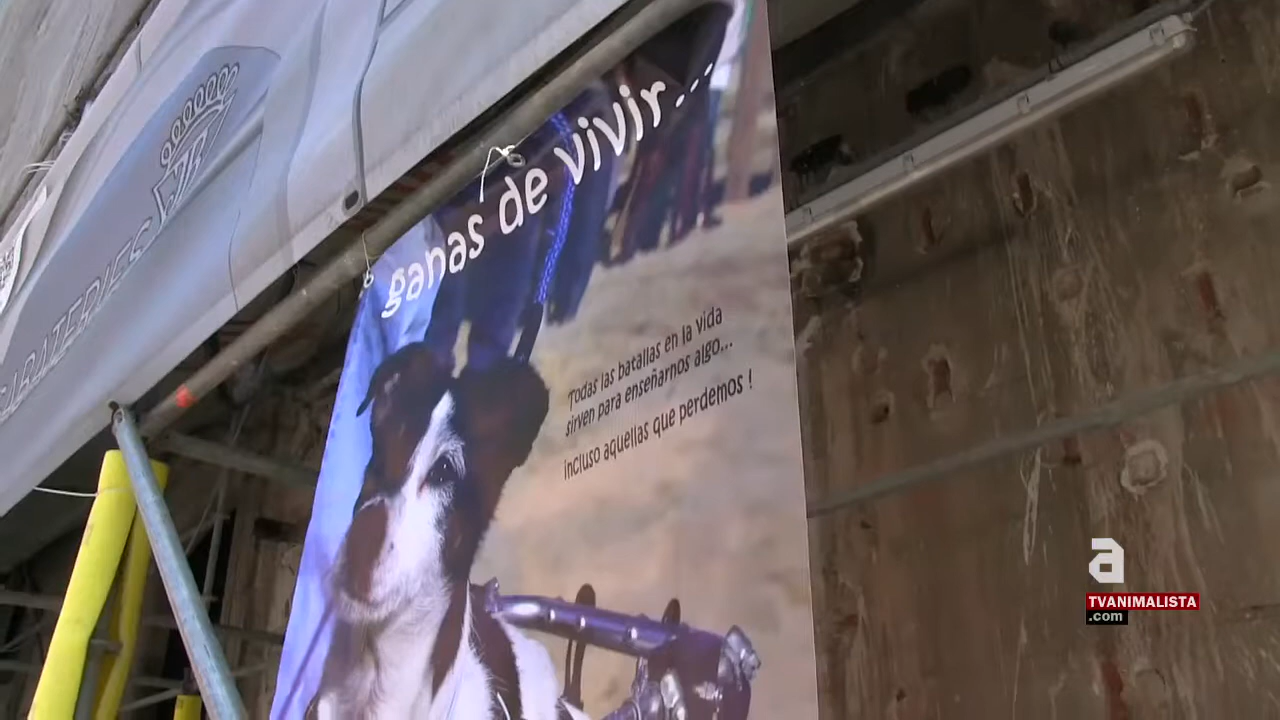 SABATERIES
ganas de vivir...
Todas las batallas en la vida
sirven para enseñarnos algo...
incluso aquellas que perdemos !
a
TVANIMALISTA
.com